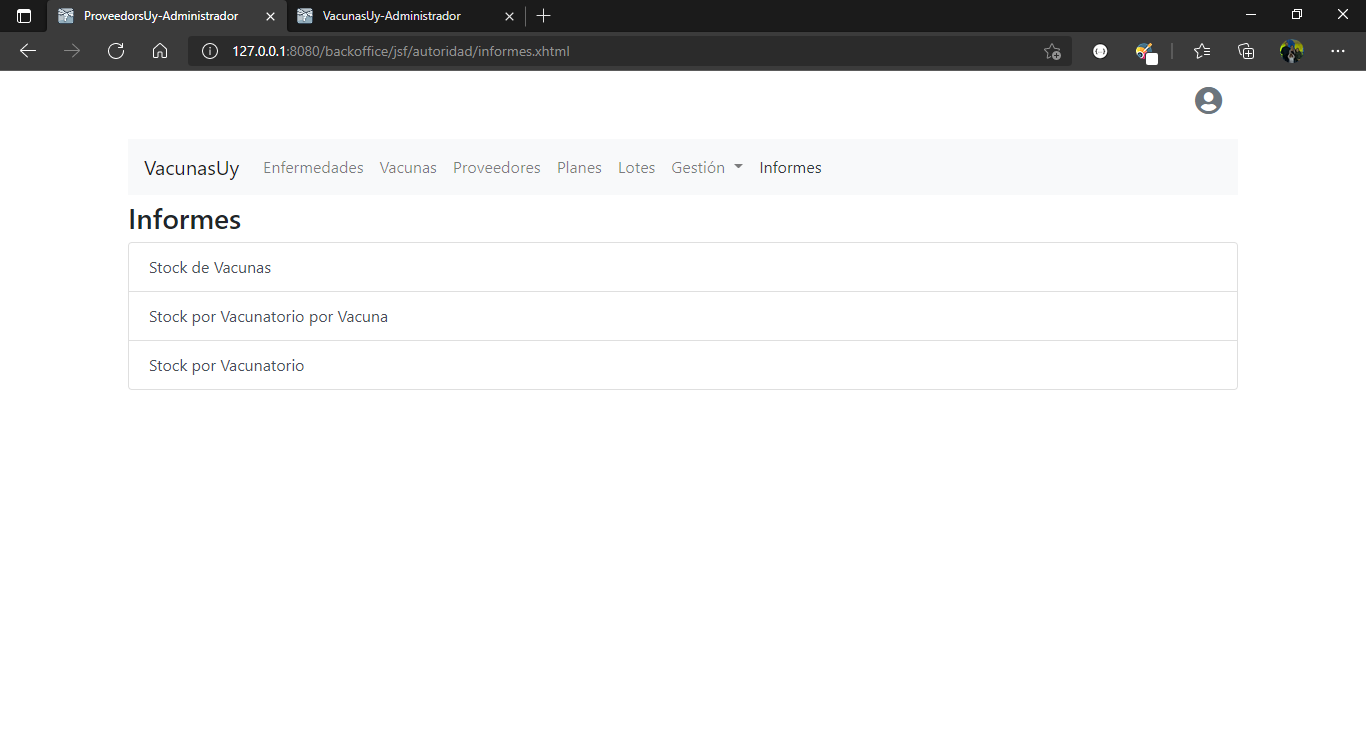 ProveedorsUy-Administrador
VacunasUy-Administrador
127.0.0.1:8080/backoffice/jsf/autoridad/informes.xhtml
VacunasUy Enfermedades Vacunas Proveedores Planes Lotes Gestión Informes
Informes
Stock de Vacunas
Stock por Vacunatorio por Vacuna
Stock por Vacunatorio